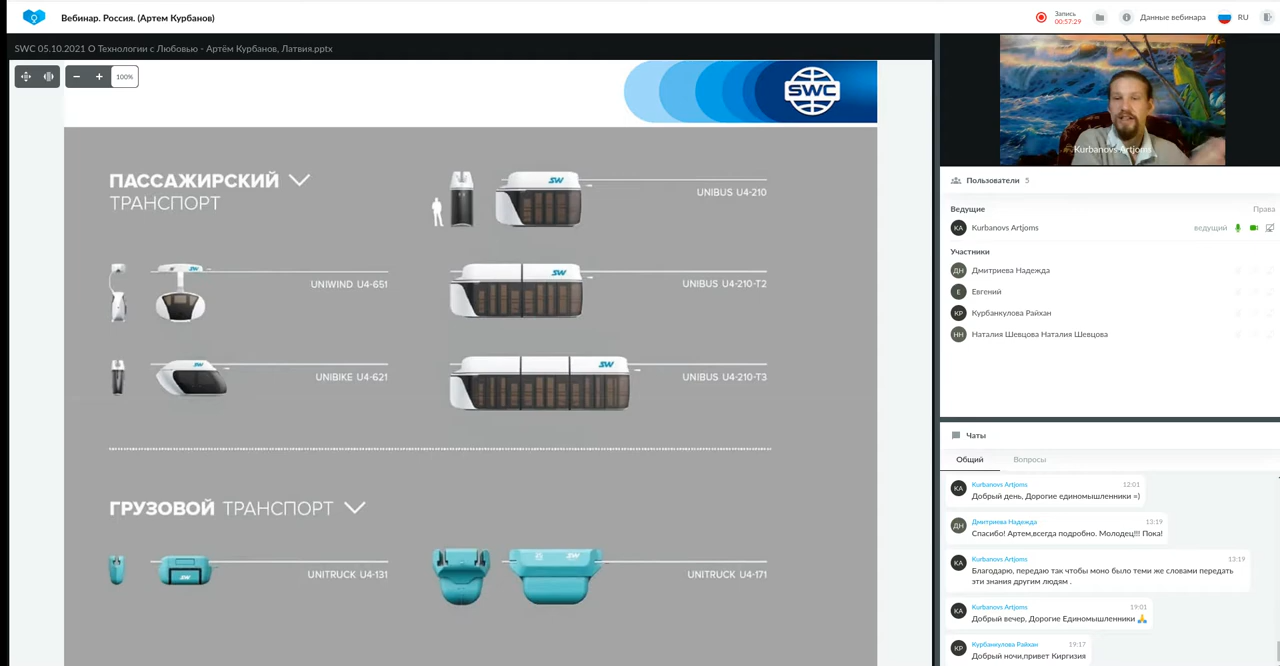 Вебинар. Россия. (Артем Курбанов)
Запись
00:57:29
Данные вебинара
RU
SWC 05.10.2021 О Технологии с Любовью - Артём Курбанов, Латвия.pptx
100%
SWC
ПАССАЖИРСКИЙ
ТРАНСПОРТ
SW
UNIBUS U4-210
SW
UNIWIND U4-651
SW
UNIBUS U4-210-T2
SW
UNIBIKE U4-621
SW
UNIBUS U4-210-T3
ГРУЗОВОЙ ТРАНСПОРТ
SW
UNITRUCK U4-131
SW
UNITRUCK U4-171
Kurbanovs Artjoms
Пользователи 5
Ведущие
Права
KA
Kurbanovs Artjoms
ведущий
Участники
ДН
Дмитриева Надежда
Е
Евгений
КР
Курбанкулова Райхан
НН
Наталия Шевцова Наталия Шевцова
Чаты
Общий
Вопросы
KA
Kurbanovs Artjoms
12:01
Добрый день, Дорогие единомышленники =)
ДН
Дмитриева Надежда
13:19
Спасибо! Артем,всегда подробно. Молодец!!! Пока!
KA
Kurbanovs Artjoms
13:19
Благодарю, передаю так чтобы моно было теми же словами передать
эти знания другим людям .
KA
Kurbanovs Artjoms
19:01
Добрый вечер, Дорогие Единомышленники 🙏
КР
Курбанкулова Райхан
19:17
Добрый ночи,привет Киргизия